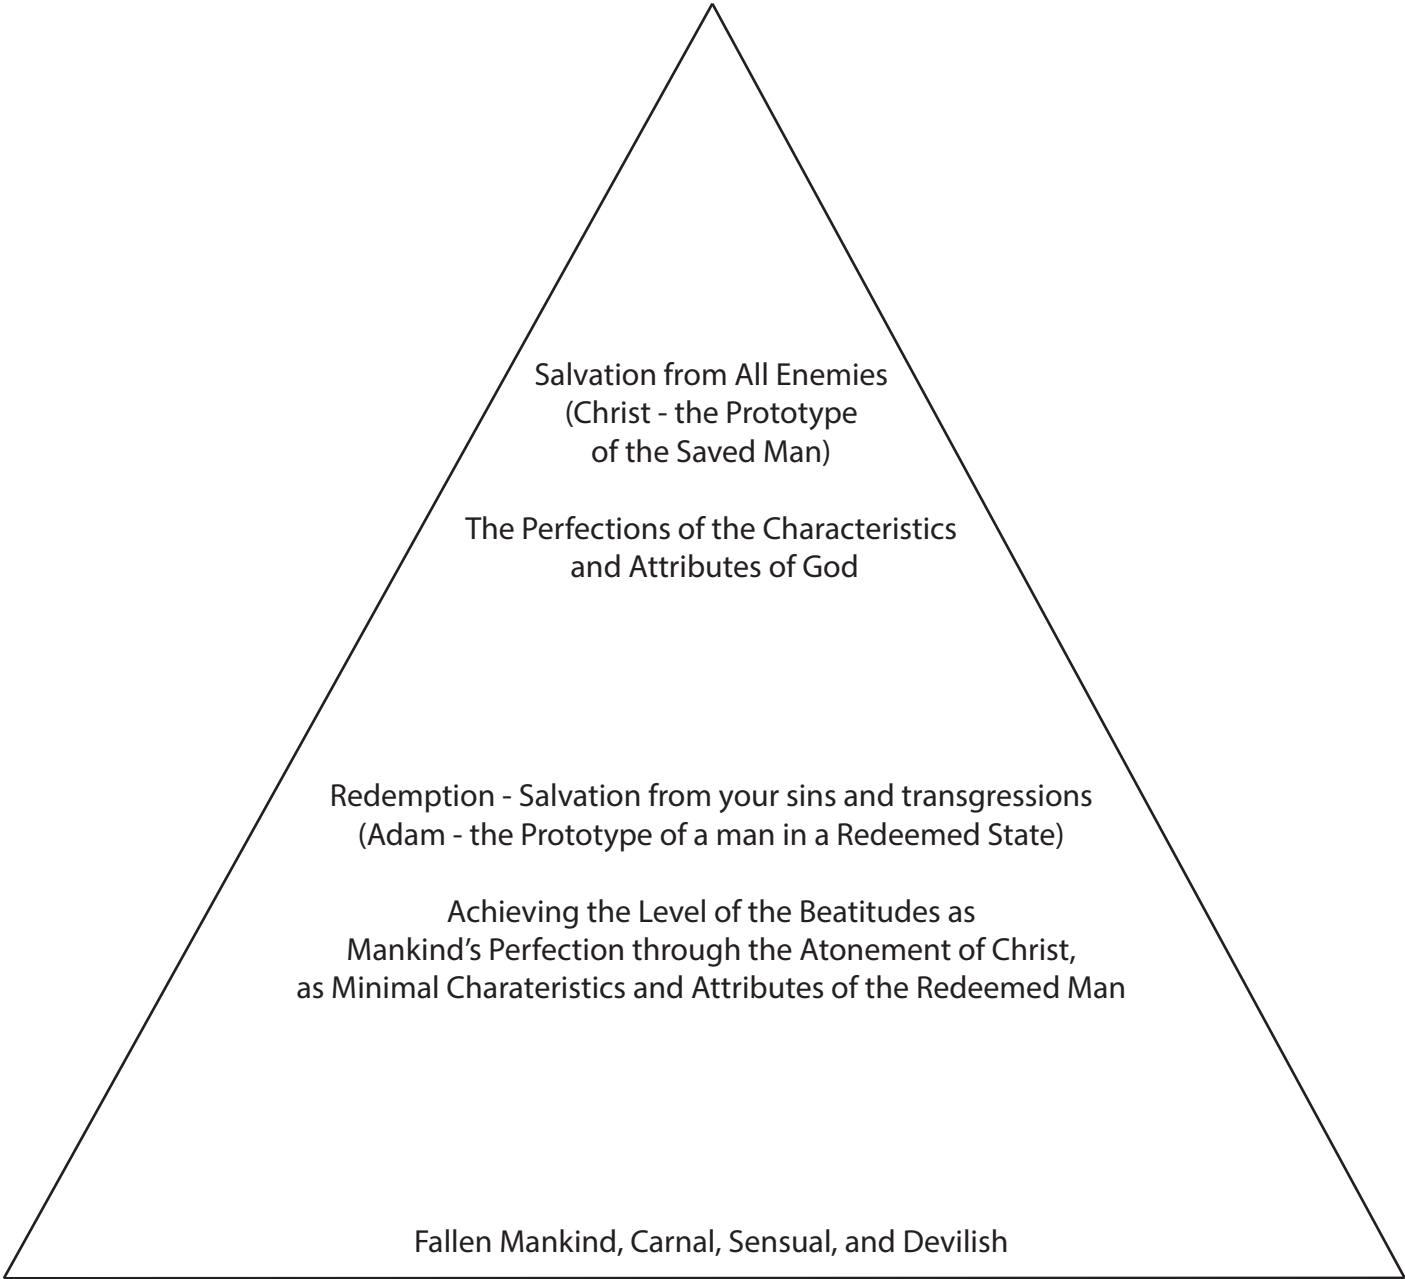 Salvation from All Enemies
(Christ - the Prototype
of the Saved Man)
The Perfections of the Characteristics
and Attributes of God
Redemption - Salvation from your sins and transgressions
(Adam - the Prototype of a man in a Redeemed State)
Achieving the Level of the Beatitudes as
Mankind’s Perfection through the Atonement of Christ,
as Minimal Charateristics and Attributes of the Redeemed Man
Fallen Mankind, Carnal, Sensual, and Devilish